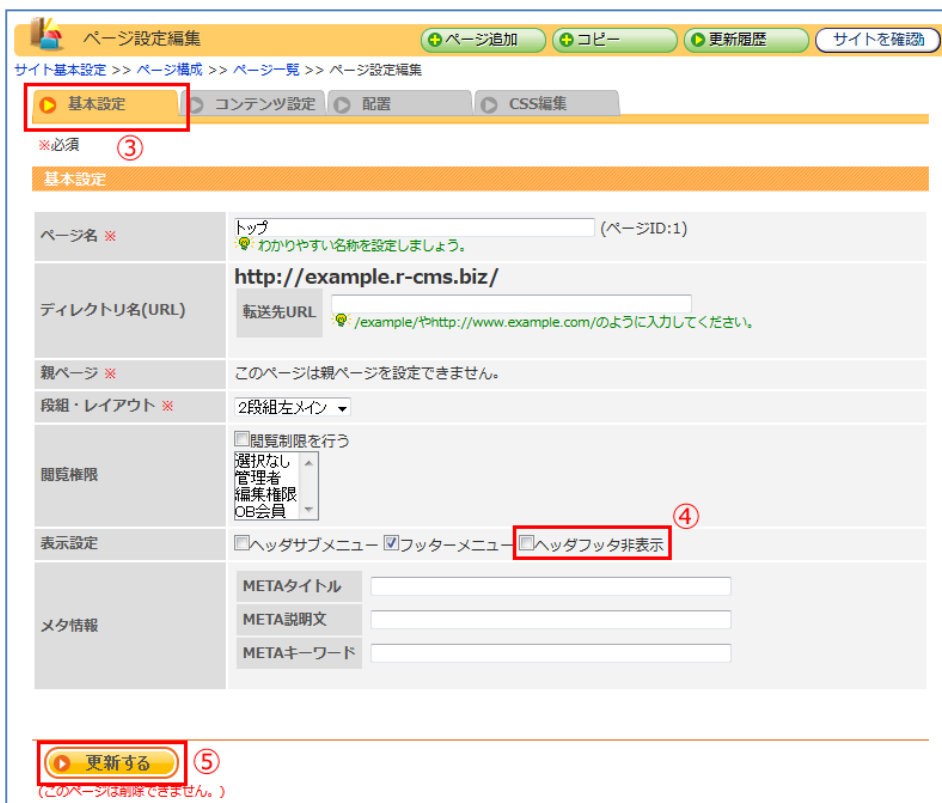 ページ設定編集 ページ追加 コピー 更新履歴 サイトを確認
サイト基本設定 >> ページ構成 >> ページ一覧 >> ページ設定編集
基本設定 コンテンツ設定 配置 CSS編集
※必須 ③
基本設定
ページ名 ※ トップ (ページID:1)
わかりやすい名称を設定しましょう。
http://example.r-cms.biz/
ディレクトリ名(URL) 転送先URL
/example/やhttp://www.example.com/のように入力してください。
親ページ ※ このページは親ページを設定できません。
段組・レイアウト ※ 2段組左メイン
閲覧制限を行う
閲覧権限
選択なし
管理者
編集権限
OB会員
④
表示設定 ヘッダサブメニュー フッターメニュー ヘッダフッタ非表示
メタ情報
METAタイトル
META説明文
METAキーワード
更新する ⑤
(このページは削除できません。)